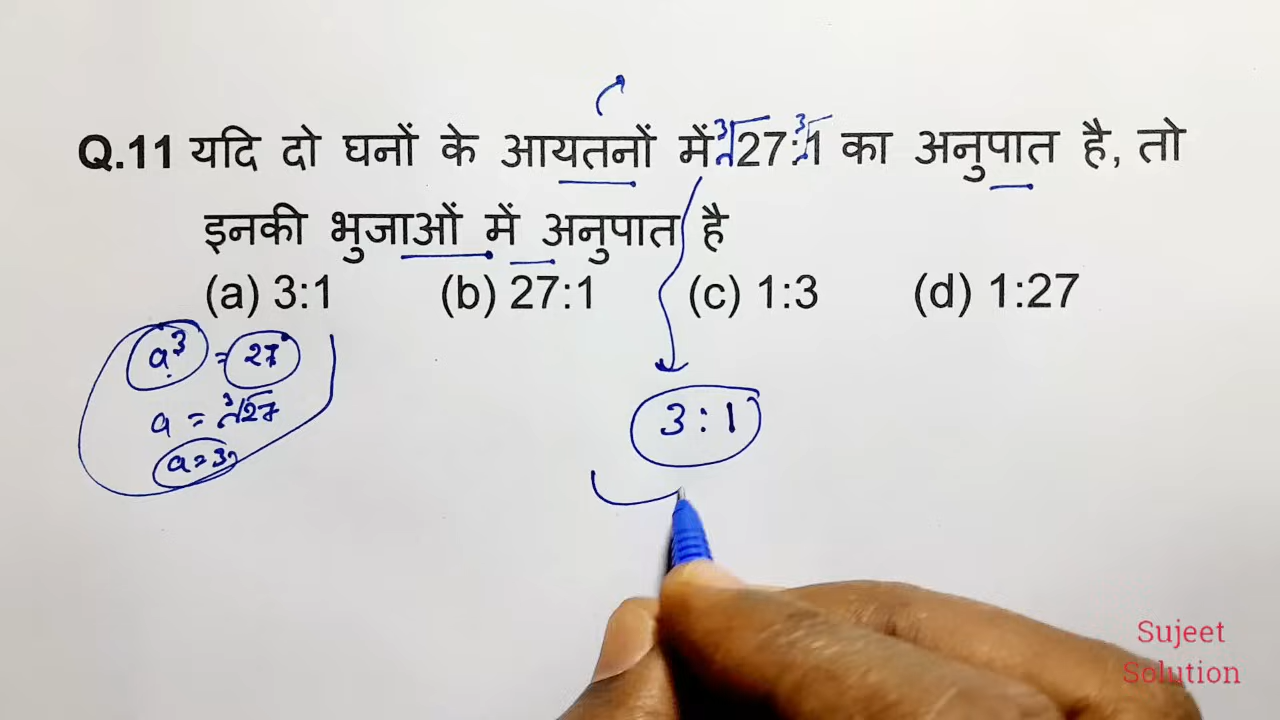 Q.11 यदि दो घनों के आयतनों में ∛27:∛1 का अनुपात है, तो
इनकी भुजाओं में अनुपात है
(a) 3:1 (b) 27:1 (c) 1:3 (d) 1:27
a³ = 27
a = ∛27
a = 3
3:1
Sujeet
Solution